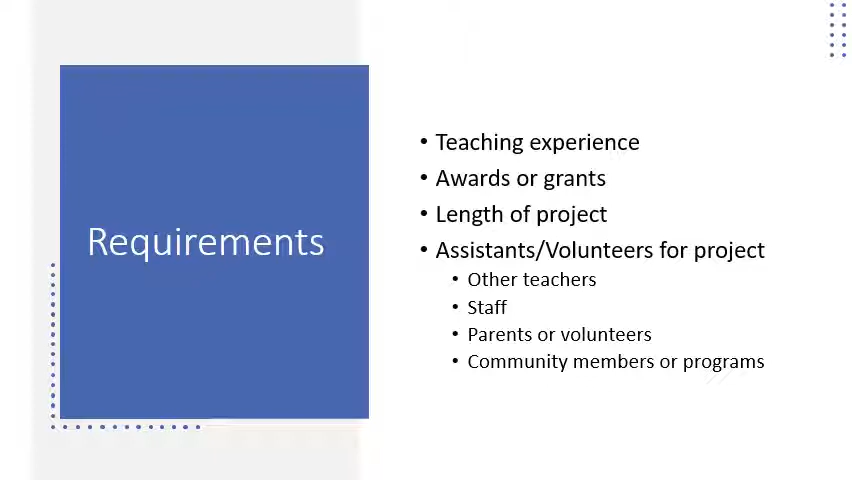 Requirements
• Teaching experience
• Awards or grants
• Length of project
• Assistants/Volunteers for project
• Other teachers
• Staff
• Parents or volunteers
• Community members or programs